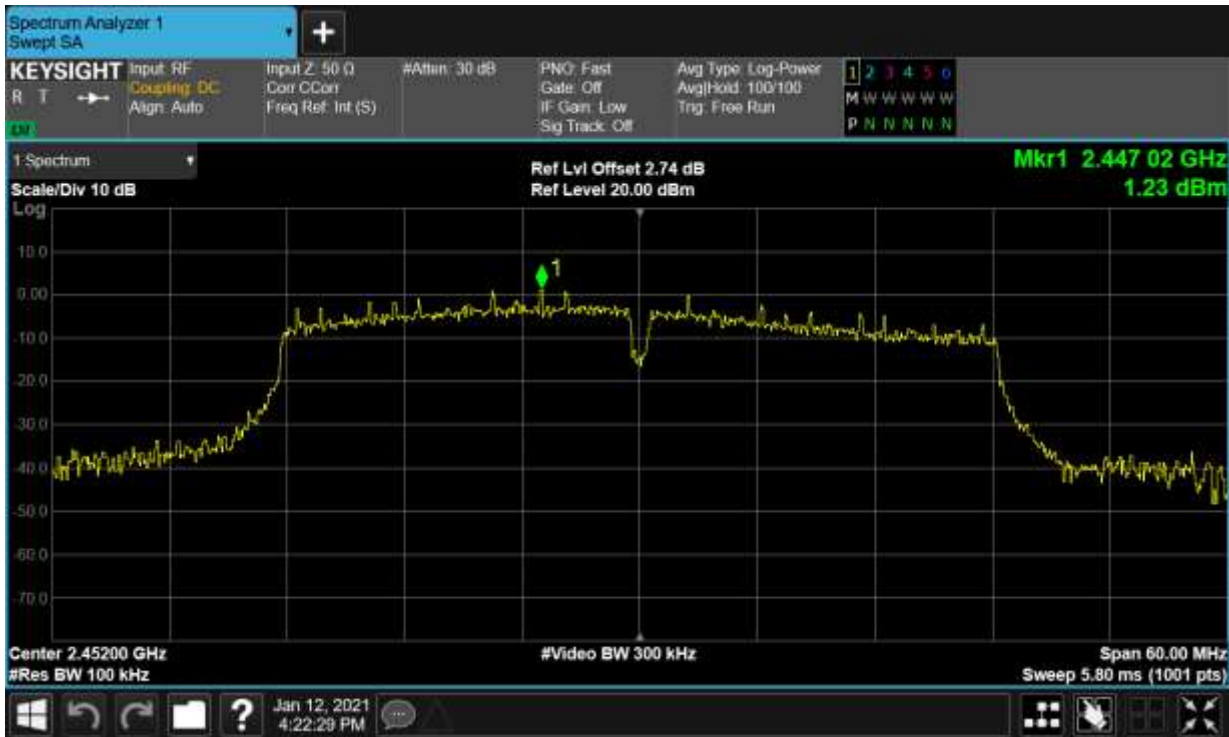 Spectrum Analyzer 1
Swept SA
+
KEYSIGHT
R T
LXI
Input: RF
Coupling: DC
Align: Auto
Input Z: 50 Ω
Corr CCorr
Freq Ref: Int (S)
#Atten: 30 dB
PNO: Fast
Gate: Off
IF Gain: Low
Sig Track: Off
Avg Type: Log-Power
Avg|Hold: 100/100
Trig: Free Run
1 2 3 4 5 6
M W W W W W
P N N N N N
1 Spectrum
Scale/Div 10 dB
Log
Ref Lvl Offset 2.74 dB
Ref Level 20.00 dBm
Mkr1 2.447 02 GHz
1.23 dBm
10.0
0.00
-10.0
-20.0
-30.0
-40.0
-50.0
-60.0
-70.0
1
Center 2.45200 GHz
#Res BW 100 kHz
#Video BW 300 kHz
Span 60.00 MHz
Sweep 5.80 ms (1001 pts)
?
Jan 12, 2021
4:22:29 PM